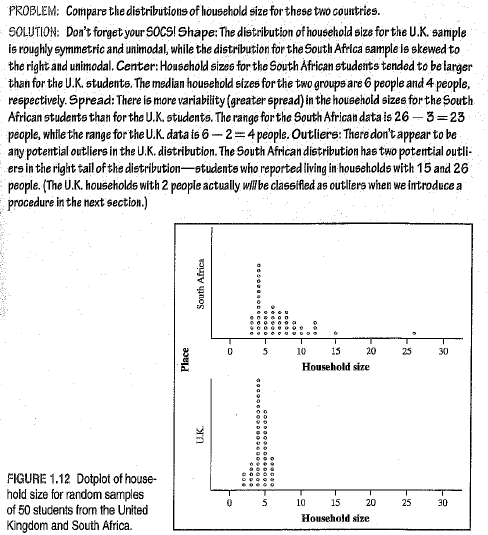 PROBLEM: Compare the distributions of household size for these two countries.
SOLUTION: Don't forget your SOCS! Shape: The distribution of household size for the U.K. sample
is roughly symmetric and unimodal, while the distribution for the South Africa sample is skewed to
the right and unimodal. Center: Household sizes for the South African students tended to be larger
than for the U.K. students. The median household sizes for the two groups are 6 people and 4 people,
respectively. Spread: There is more variability (greater spread) in the household sizes for the South
African students than for the U.K. students. The range for the South African data is 26 − 3 = 23
people, while the range for the U.K. data is 6 − 2 = 4 people. Outliers: There don't appear to be
any potential outliers in the U.K. distribution. The South African distribution has two potential outli-
ers in the right tail of the distribution—students who reported living in households with 15 and 26
people. (The U.K. households with 2 people actually will be classified as outliers when we introduce a
procedure in the next section.)
South Africa
0 5 10 15 20 25 30
Household size
Place
U.K.
0 5 10 15 20 25 30
Household size
FIGURE 1.12 Dotplot of house-
hold size for random samples
of 50 students from the United
Kingdom and South Africa.